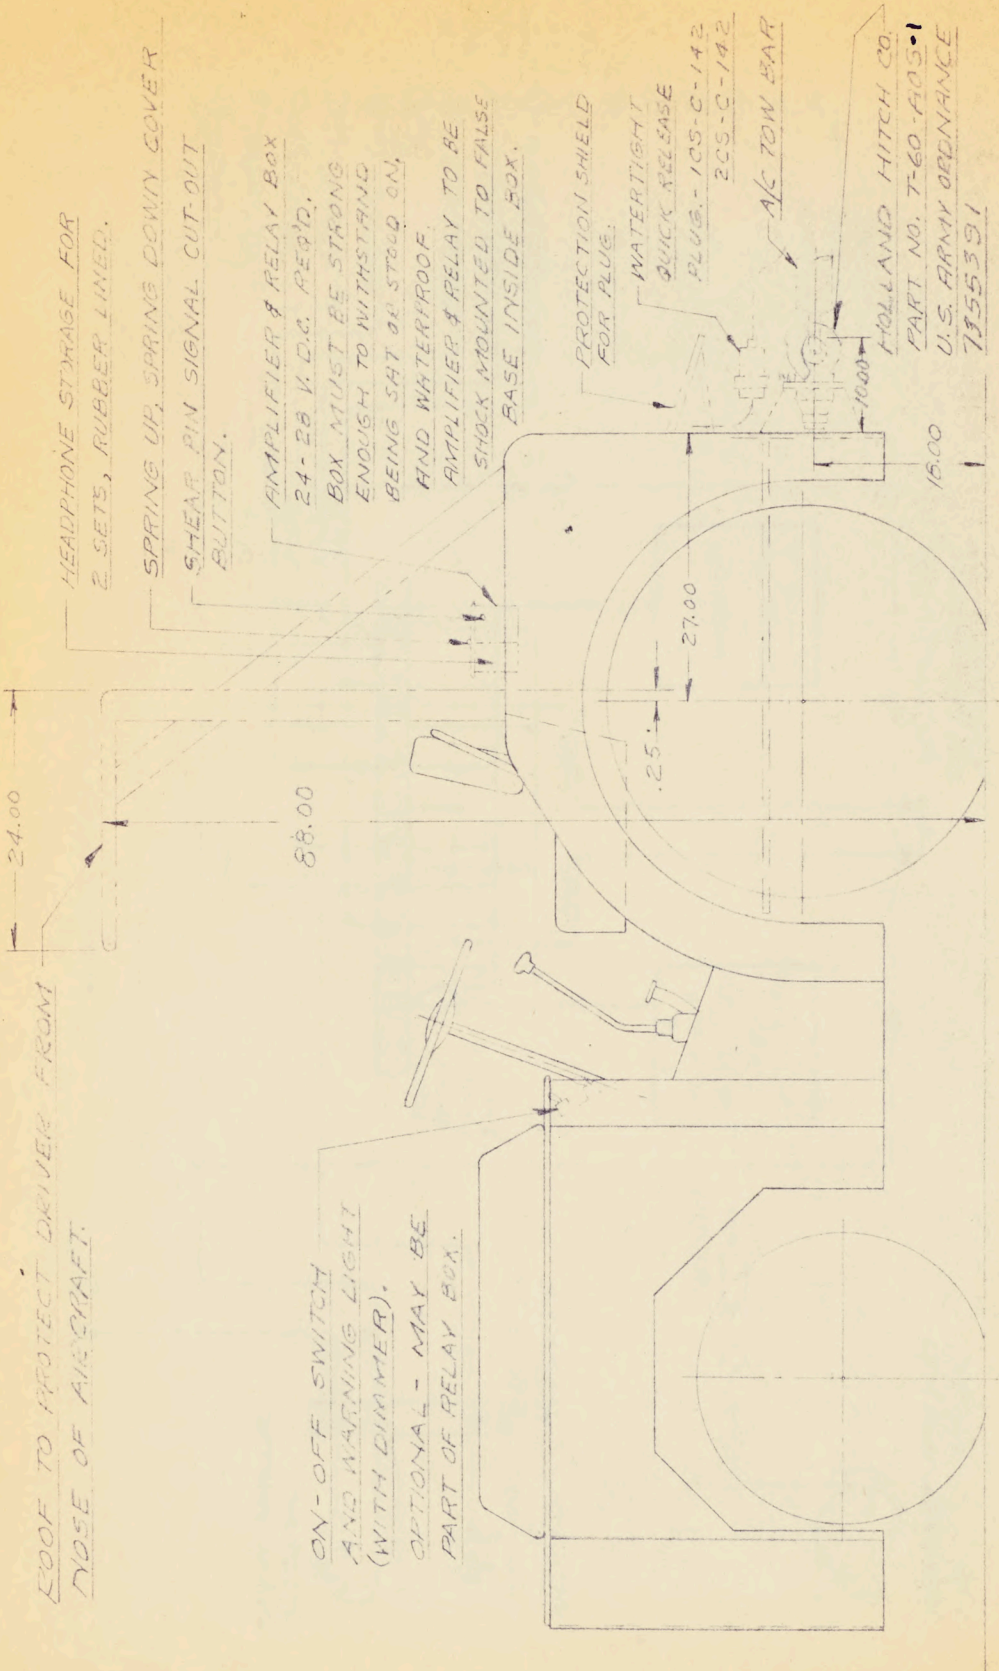 ROOF TO PROTECT DRIVER FROM
NOSE OF AIRCRAFT.
24.00
HEADPHONE STORAGE FOR
2 SETS, RUBBER LINED.
SPRING UP, SPRING DOWN COVER
SHEAR PIN SIGNAL CUT-OUT
BUTTON.
AMPLIFIER & RELAY BOX
24-28 V. D.C. REQ'D.
BOX MUST BE STRONG
ENOUGH TO WITHSTAND
BEING SAT OR STOOD ON,
AND WATERPROOF.
AMPLIFIER & RELAY TO BE
SHOCK MOUNTED TO FALSE
BASE INSIDE BOX.
88.00
ON-OFF SWITCH
AND WARNING LIGHT
(WITH DIMMER).
OPTIONAL - MAY BE
PART OF RELAY BOX.
PROTECTION SHIELD
FOR PLUG.
WATERTIGHT
QUICK RELEASE
PLUG. - 1CS-C-142
2CS-C-142
A/C TOW BAR
.25
27.00
10.00
18.00
HOLLAND HITCH CO.
PART NO. T-60-AOS-1
U.S. ARMY ORDNANCE